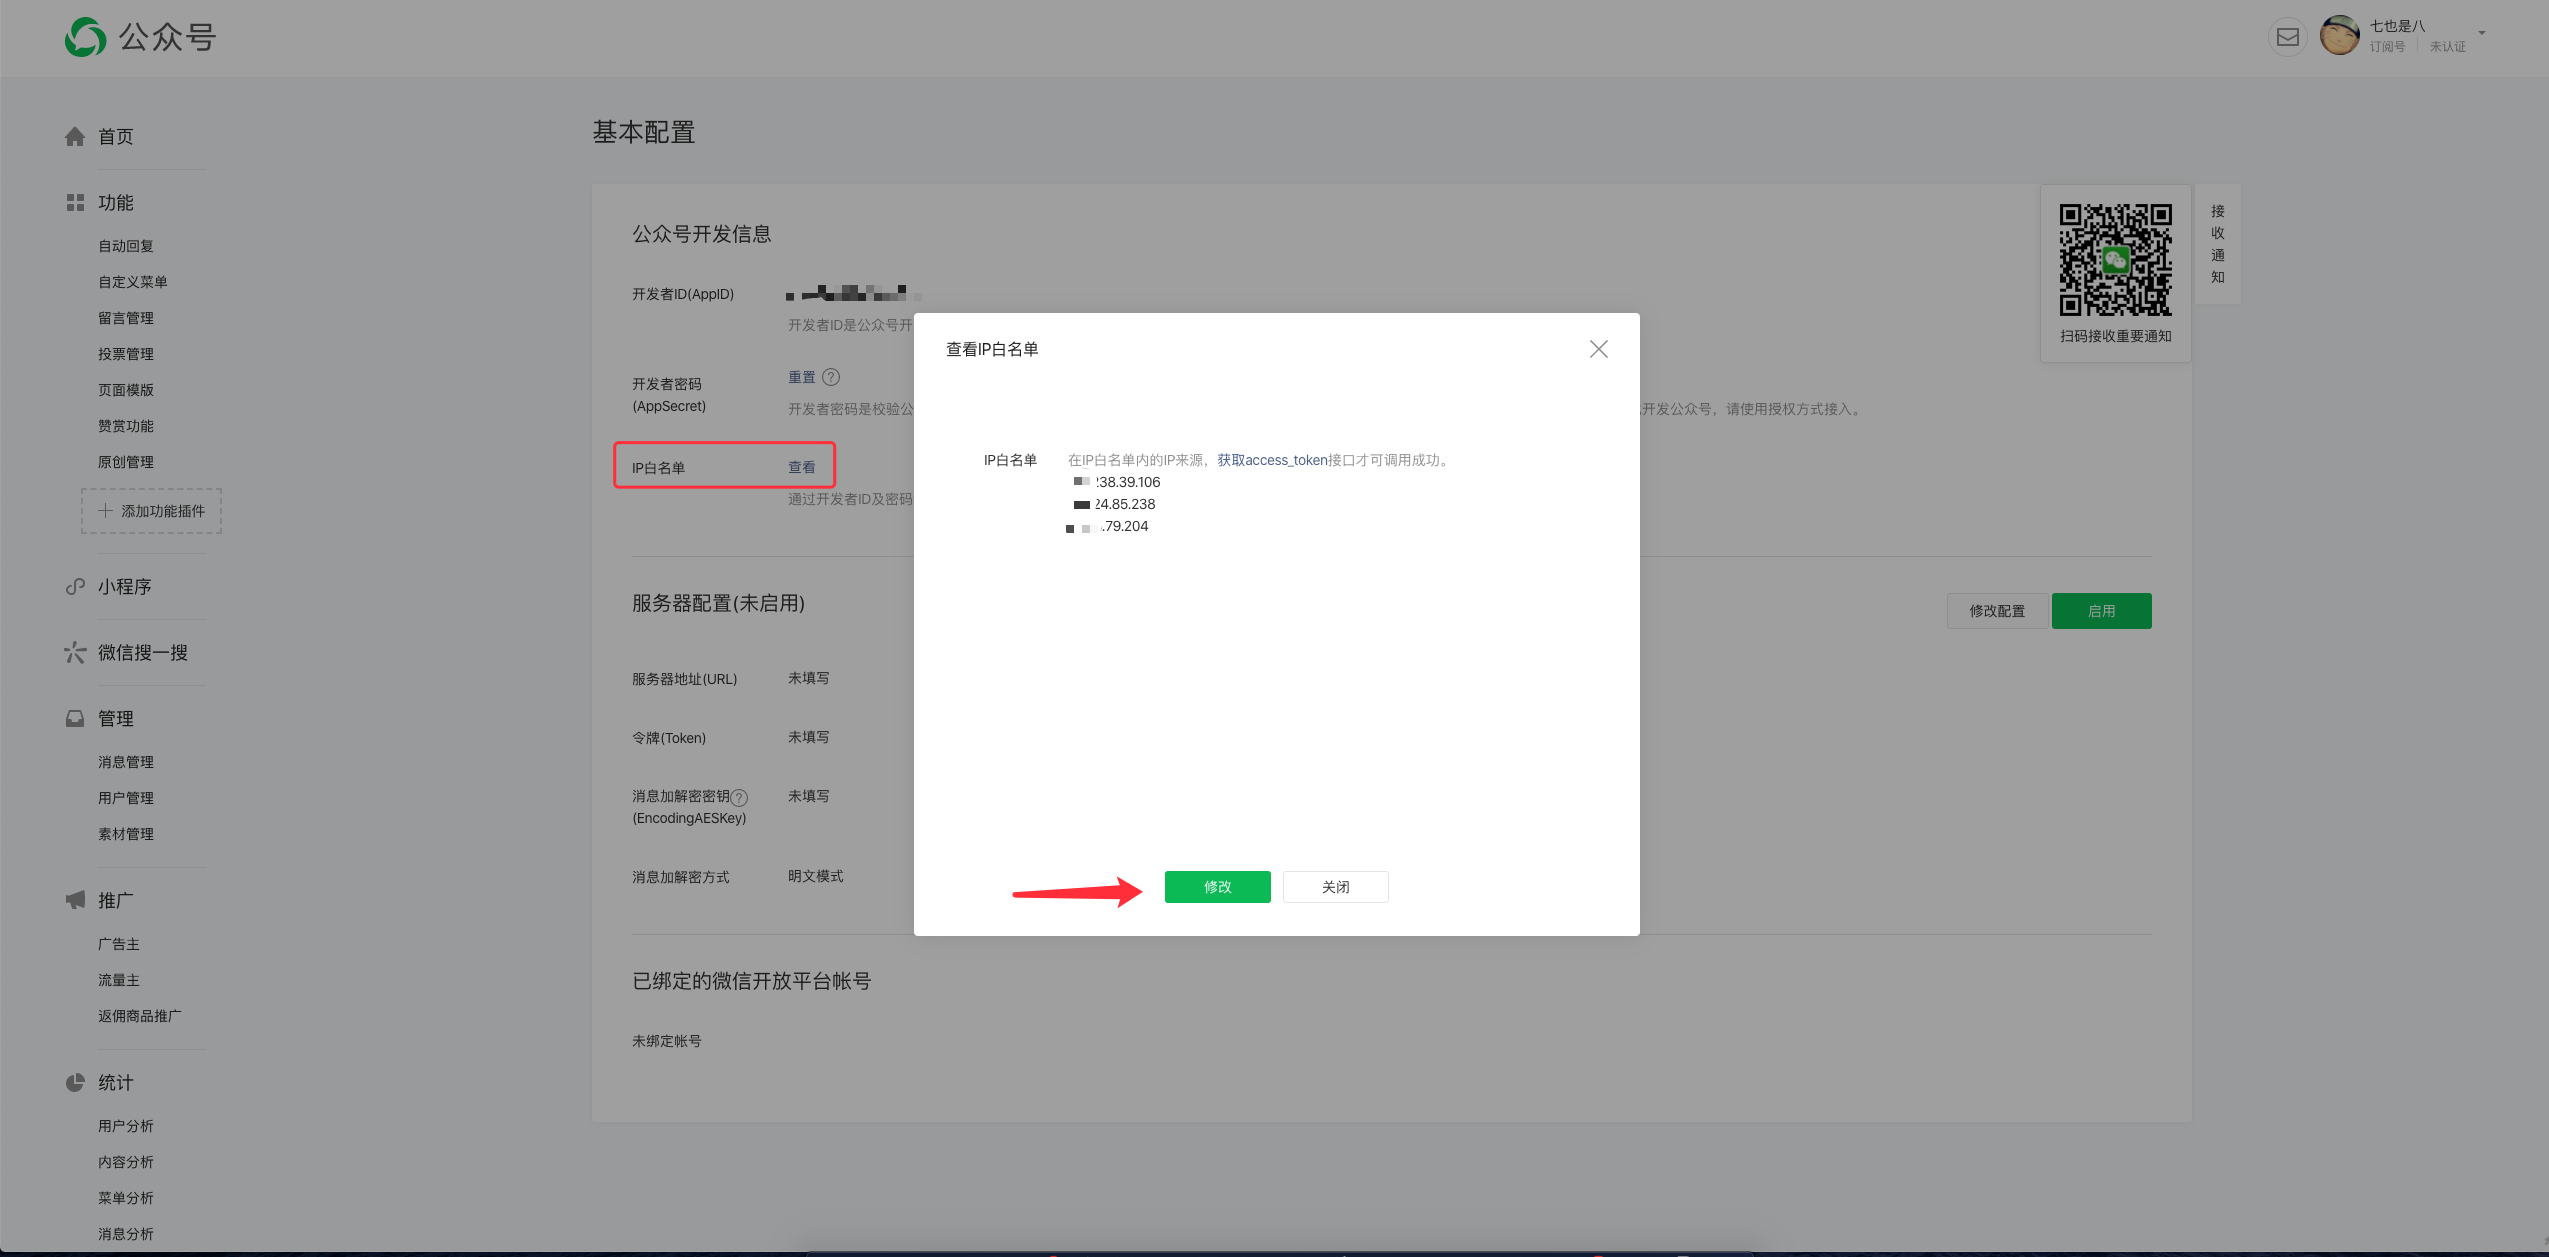 公众号
七也是八
订阅号 未认证
首页
功能
自动回复
自定义菜单
留言管理
投票管理
页面模版
赞赏功能
原创管理
添加功能插件
小程序
微信搜一搜
管理
消息管理
用户管理
素材管理
推广
广告主
流量主
返佣商品推广
统计
用户分析
内容分析
菜单分析
消息分析
基本配置
公众号开发信息
开发者ID(AppID)
开发者ID是公众号开
开发者密码
(AppSecret)
重置
开发者密码是校验公
开发公众号，请使用授权方式接入。
IP白名单 查看
通过开发者ID及密码
扫码接收重要通知
接
收
通
知
服务器配置(未启用)
修改配置 启用
服务器地址(URL) 未填写
令牌(Token) 未填写
消息加解密密钥 未填写
(EncodingAESKey)
消息加解密方式 明文模式
已绑定的微信开放平台帐号
未绑定帐号
查看IP白名单
IP白名单 在IP白名单内的IP来源，获取access_token接口才可调用成功。
238.39.106
24.85.238
.79.204
修改 关闭